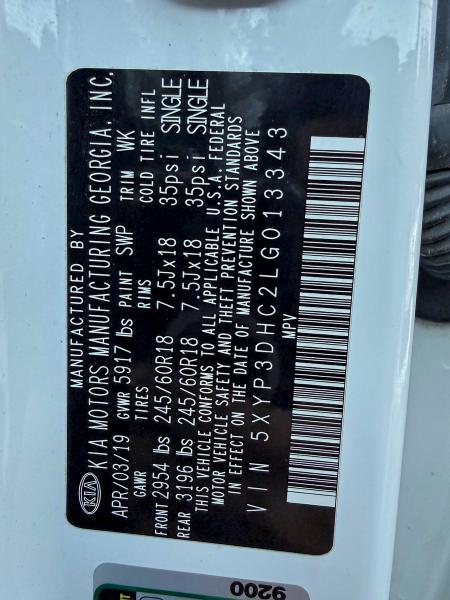 MANUFACTURED BY
KIA KIA MOTORS MANUFACTURING GEORGIA, INC.
APR/03/19 GVWR 5917 lbs PAINT SWP TRIM WK
GAWR TIRES RIMS COLD TIRE INFL
FRONT 2954 lbs 245/60R18 7.5Jx18 35psi SINGLE
REAR 3196 lbs 245/60R18 7.5Jx18 35psi SINGLE
THIS VEHICLE CONFORMS TO ALL APPLICABLE U.S.A. FEDERAL
MOTOR VEHICLE SAFETY AND THEFT PREVENTION STANDARDS
IN EFFECT ON THE DATE OF MANUFACTURE SHOWN ABOVE
VIN 5XYP3DHC2LG013343
MPV
9200